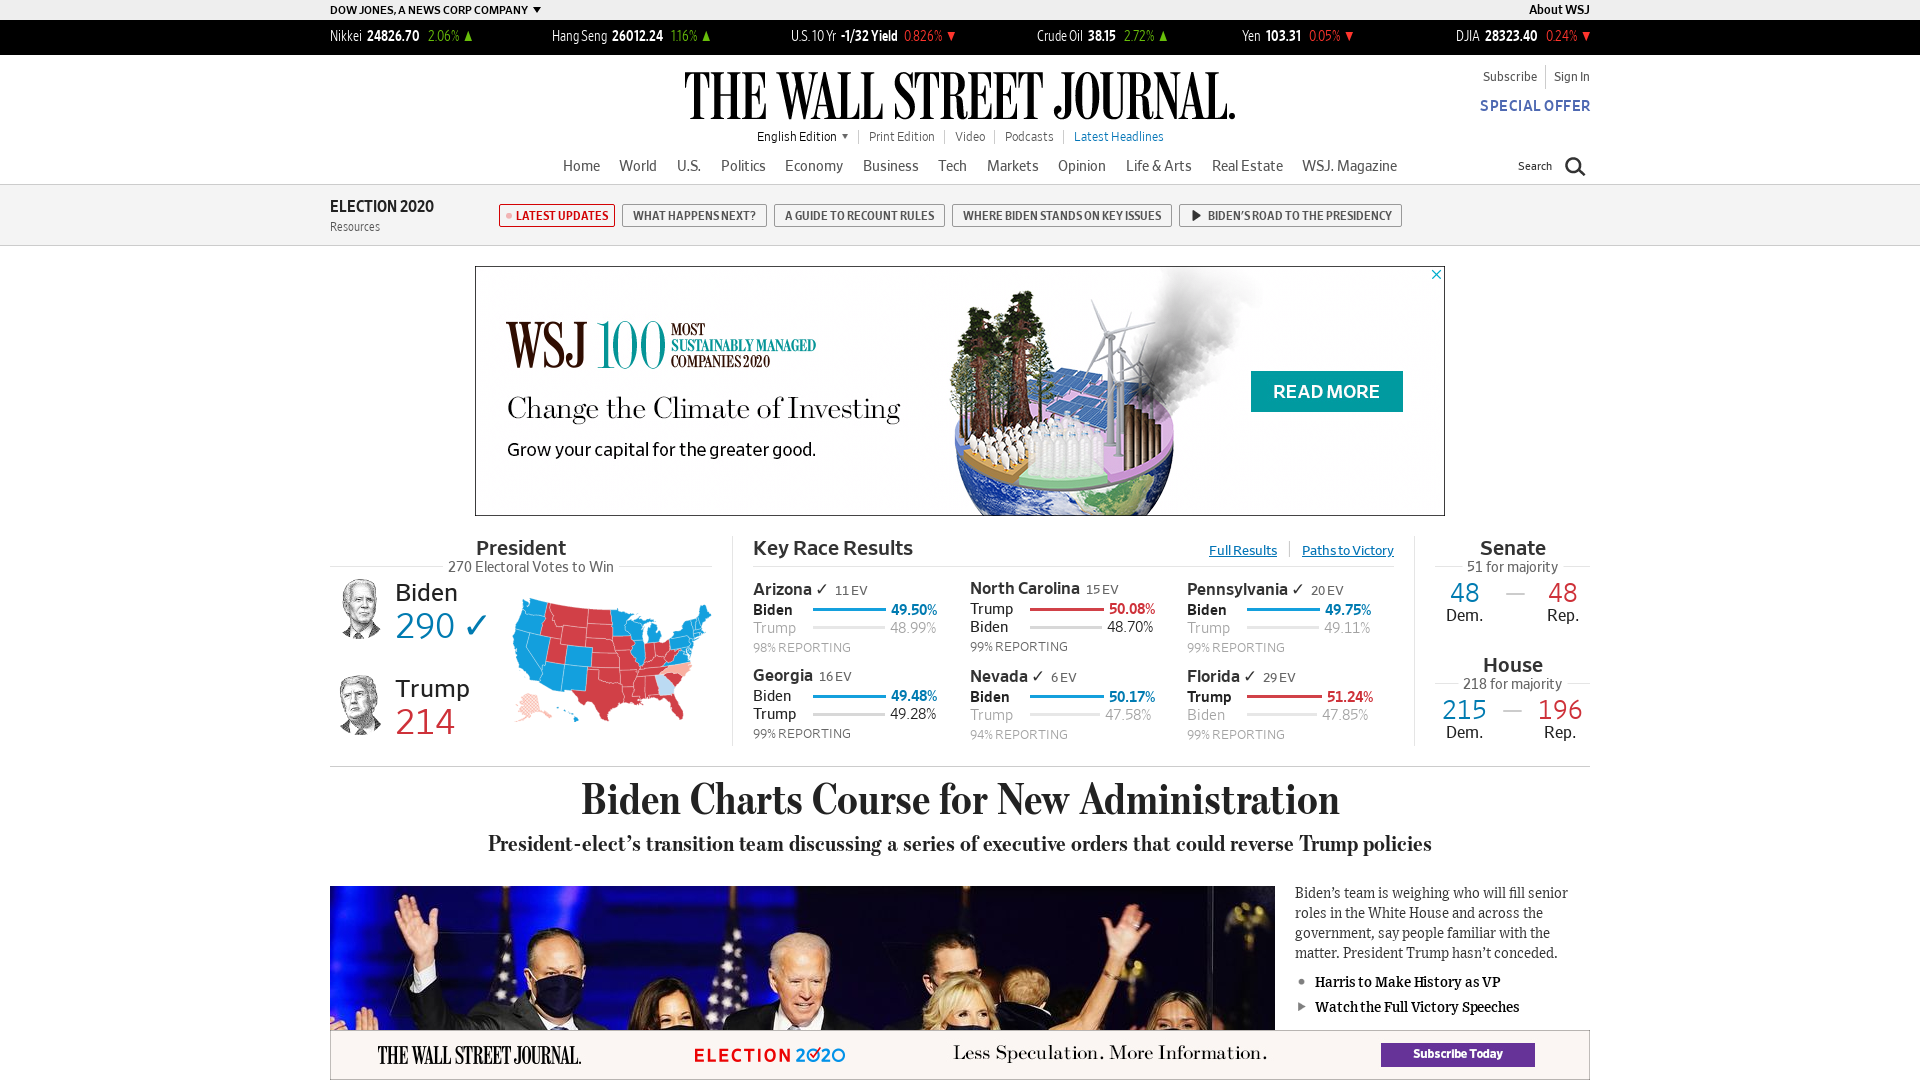 DOW JONES, A NEWS CORP COMPANY
About WSJ
Nikkei 24826.70 2.06% Hang Seng 26012.24 1.16% U.S. 10 Yr -1/32 Yield 0.826% Crude Oil 38.15 2.72% Yen 103.31 0.05% DJIA 28323.40 0.24%
THE WALL STREET JOURNAL.
Subscribe Sign In
SPECIAL OFFER
English Edition Print Edition Video Podcasts Latest Headlines
Home World U.S. Politics Economy Business Tech Markets Opinion Life & Arts Real Estate WSJ. Magazine Search
ELECTION 2020
Resources
LATEST UPDATES WHAT HAPPENS NEXT? A GUIDE TO RECOUNT RULES WHERE BIDEN STANDS ON KEY ISSUES BIDEN'S ROAD TO THE PRESIDENCY
WSJ 100 MOST
SUSTAINABLY MANAGED
COMPANIES 2020
Change the Climate of Investing
Grow your capital for the greater good.
READ MORE
President
270 Electoral Votes to Win
Biden
290 ✓
Trump
214
Key Race Results
Full Results Paths to Victory
Arizona ✓ 11 EV
Biden 49.50%
Trump 48.99%
98% REPORTING
North Carolina 15 EV
Trump 50.08%
Biden 48.70%
99% REPORTING
Pennsylvania ✓ 20 EV
Biden 49.75%
Trump 49.11%
99% REPORTING
Georgia 16 EV
Biden 49.48%
Trump 49.28%
99% REPORTING
Nevada ✓ 6 EV
Biden 50.17%
Trump 47.58%
94% REPORTING
Florida ✓ 29 EV
Trump 51.24%
Biden 47.85%
99% REPORTING
Senate
51 for majority
48 — 48
Dem. Rep.
House
218 for majority
215 — 196
Dem. Rep.
Biden Charts Course for New Administration
President-elect's transition team discussing a series of executive orders that could reverse Trump policies
Biden's team is weighing who will fill senior
roles in the White House and across the
government, say people familiar with the
matter. President Trump hasn't conceded.
Harris to Make History as VP
Watch the Full Victory Speeches
THE WALL STREET JOURNAL.
ELECTION 2020
Less Speculation. More Information.
Subscribe Today